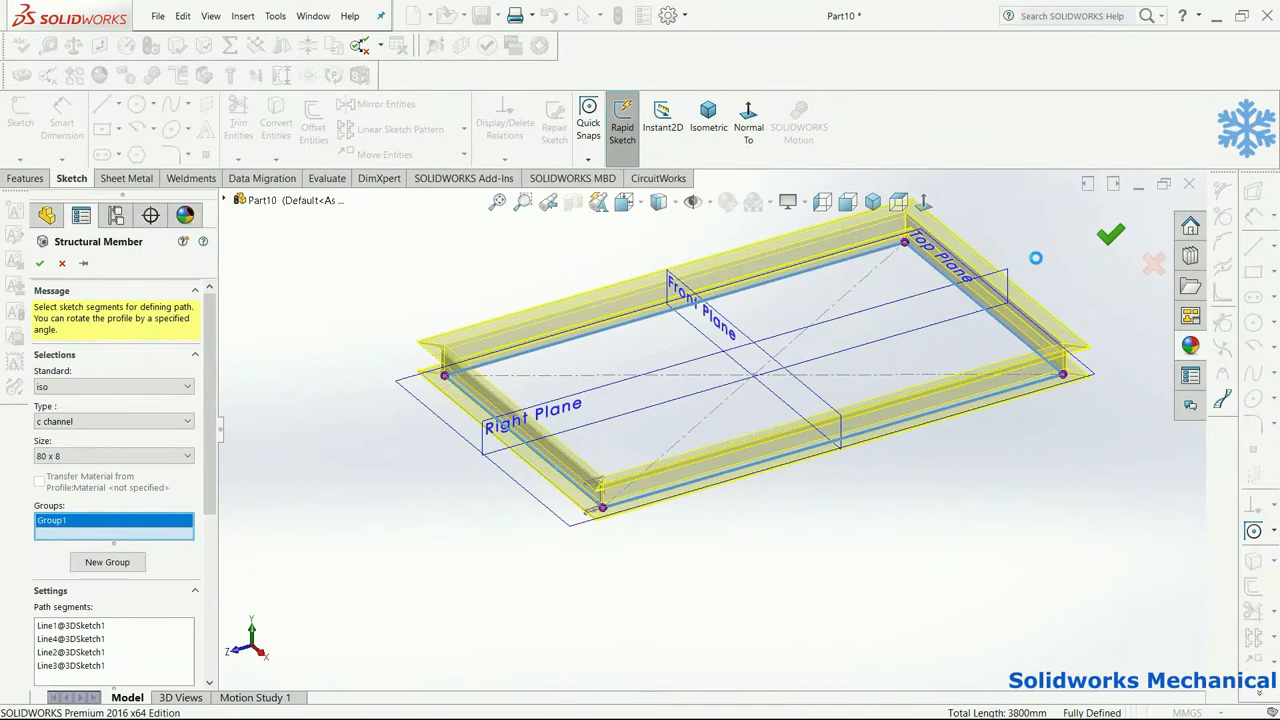 SOLIDWORKS
File Edit View Insert Tools Window Help
Part10 *
Search SOLIDWORKS Help
?
Sketch
Smart Dimension
Trim Entities
Convert Entities
Offset Entities
Mirror Entities
Linear Sketch Pattern
Move Entities
Display/Delete Relations
Repair Sketch
Quick Snaps
Rapid Sketch
Instant2D
Isometric
Normal To
SOLIDWORKS Motion
Features Sketch Sheet Metal Weldments Data Migration Evaluate DimXpert SOLIDWORKS Add-Ins SOLIDWORKS MBD CircuitWorks
Part10 (Default<As ...
Structural Member
Message
Select sketch segments for defining path.
You can rotate the profile by a specified
angle.
Selections
Standard:
iso
Type :
c channel
Size:
80 x 8
Transfer Material from
Profile:Material <not specified>
Groups:
Group1
New Group
Settings
Path segments:
Line1@3DSketch1
Line4@3DSketch1
Line2@3DSketch1
Line3@3DSketch1
Top Plane
Front Plane
Right Plane
Y
Z
X
Model 3D Views Motion Study 1
Solidworks Mechanical
SOLIDWORKS Premium 2016 x64 Edition
Total Length: 3800mm Fully Defined MMGS